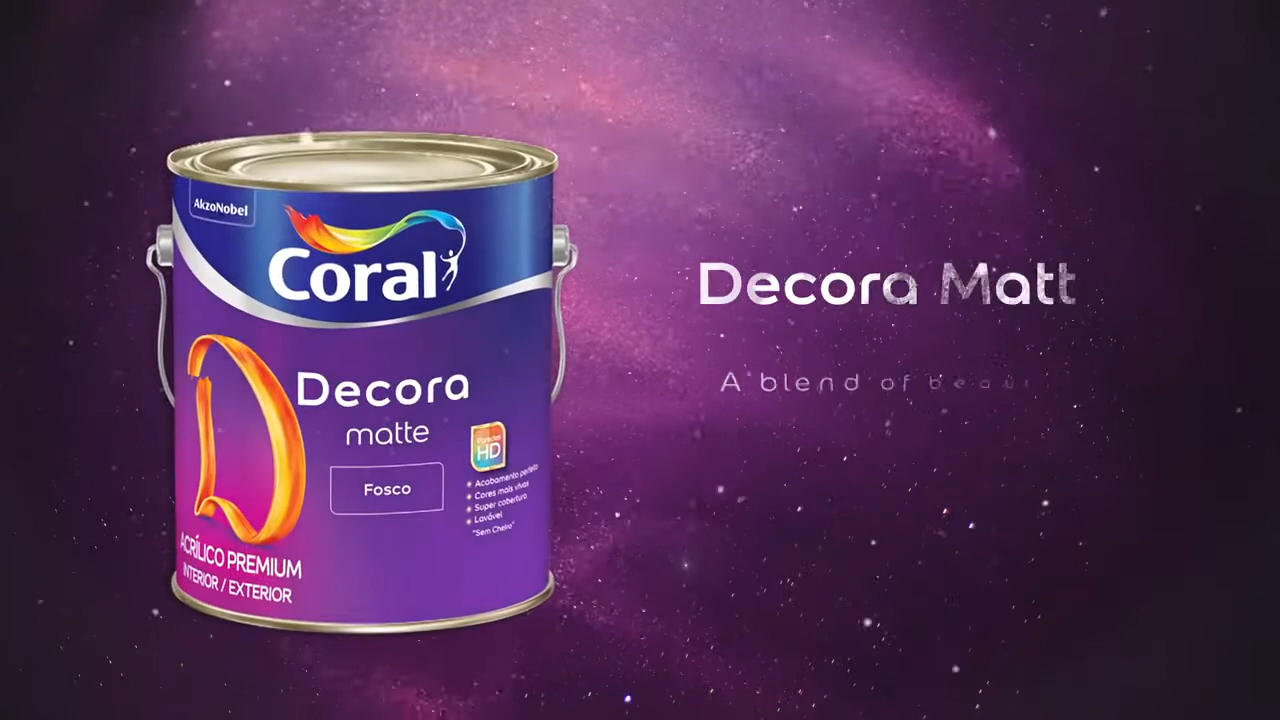 AkzoNobel
Coral
Decora
matte
Fosco
Paredes
HD
Acabamento perfeito
Cores mais vivas
Super cobertura
Lavável
"Sem Cheiro"
ACRÍLICO PREMIUM
INTERIOR / EXTERIOR
Decora Matt
A blend of